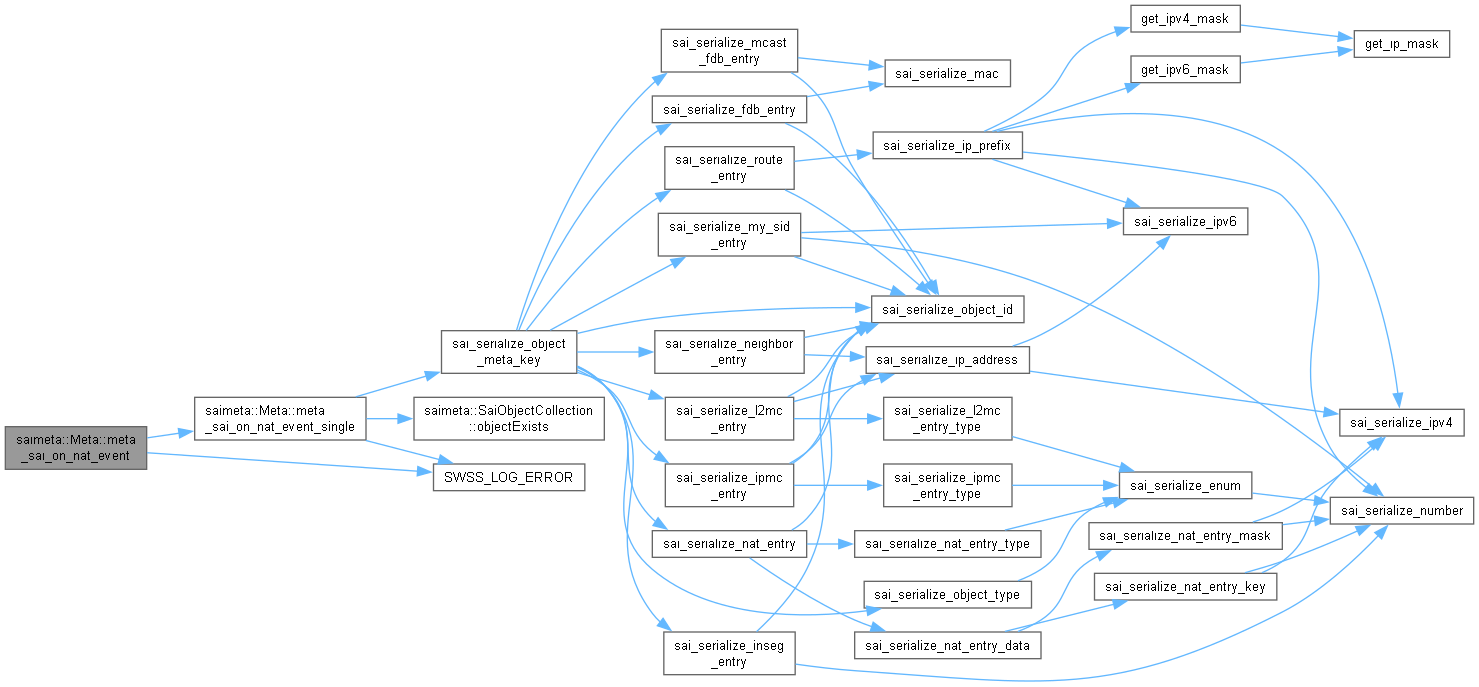 saimeta::Meta::meta
_sai_on_nat_event
saimeta::Meta::meta
_sai_on_nat_event_single
sai_serialize_object
_meta_key
saimeta::SaiObjectCollection
::objectExists
SWSS_LOG_ERROR
sai_serialize_mcast
_fdb_entry
sai_serialize_fdb_entry
sai_serialize_route
_entry
sai_serialize_my_sid
_entry
sai_serialize_neighbor
_entry
sai_serialize_l2mc
_entry
sai_serialize_ipmc
_entry
sai_serialize_nat_entry
sai_serialize_inseg
_entry
sai_serialize_mac
sai_serialize_ip_prefix
sai_serialize_object_id
sai_serialize_ip_address
sai_serialize_l2mc
_entry_type
sai_serialize_ipmc
_entry_type
sai_serialize_nat_entry_type
sai_serialize_object_type
sai_serialize_nat_entry_data
get_ipv4_mask
get_ipv6_mask
sai_serialize_ipv6
sai_serialize_enum
sai_serialize_nat_entry_mask
sai_serialize_nat_entry_key
get_ip_mask
sai_serialize_ipv4
sai_serialize_number